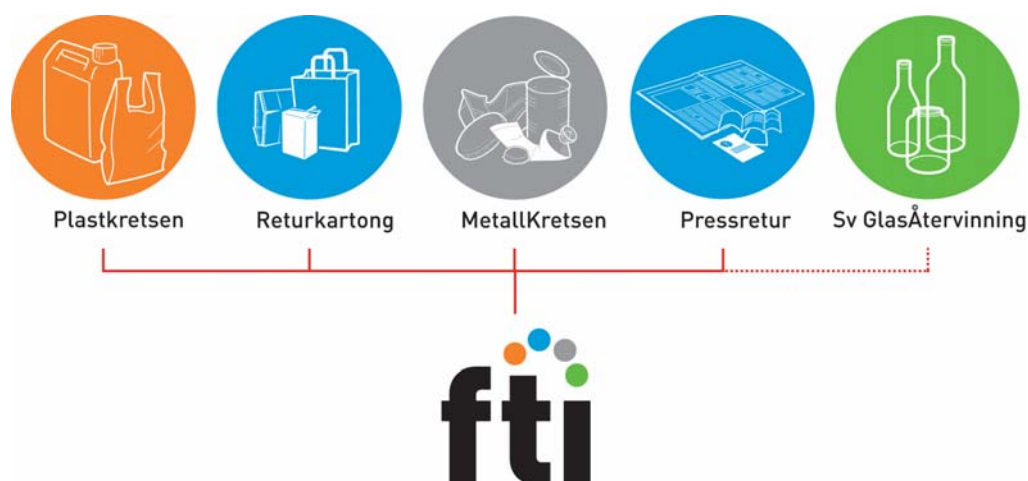 Plastkretsen
Returkartong
MetallKretsen
Pressretur
Sv GlasÅtervinning
fti